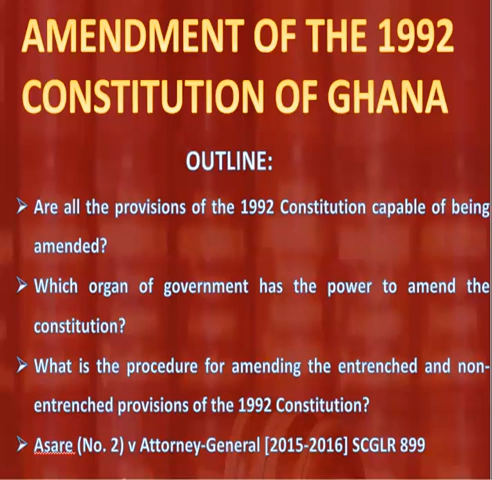 AMENDMENT OF THE 1992
CONSTITUTION OF GHANA
OUTLINE:
➢ Are all the provisions of the 1992 Constitution capable of being
amended?
➢ Which organ of government has the power to amend the
constitution?
➢ What is the procedure for amending the entrenched and non-
entrenched provisions of the 1992 Constitution?
➢ Asare (No. 2) v Attorney-General [2015-2016] SCGLR 899